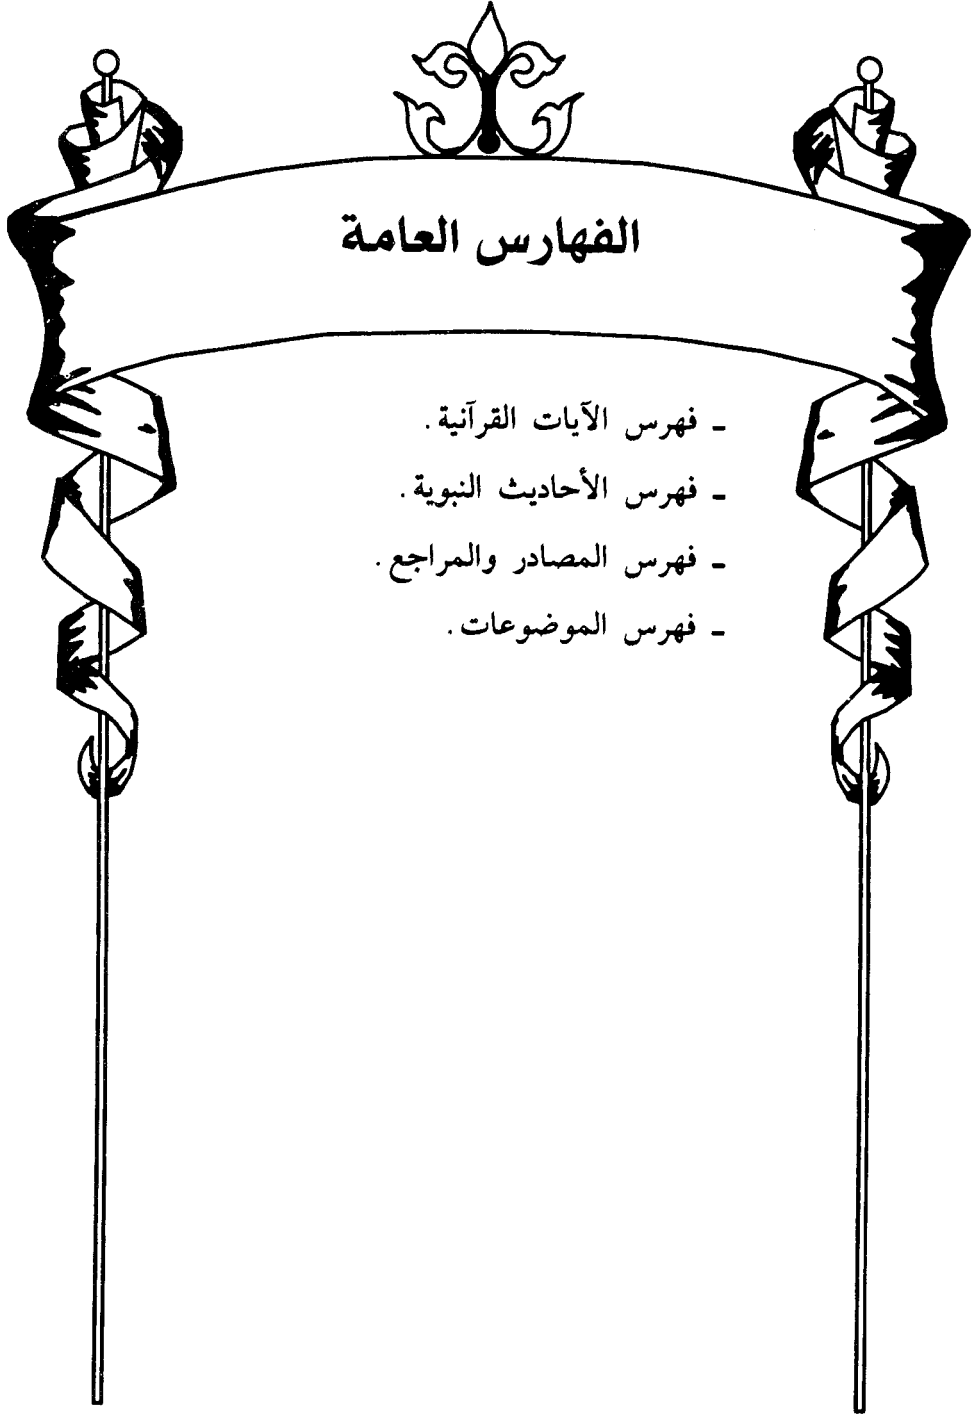 الفهارس العامة
ـ فهرس الآيات القرآنية.
ـ فهرس الأحاديث النبوية.
ـ فهرس المصادر والمراجع.
ـ فهرس الموضوعات.